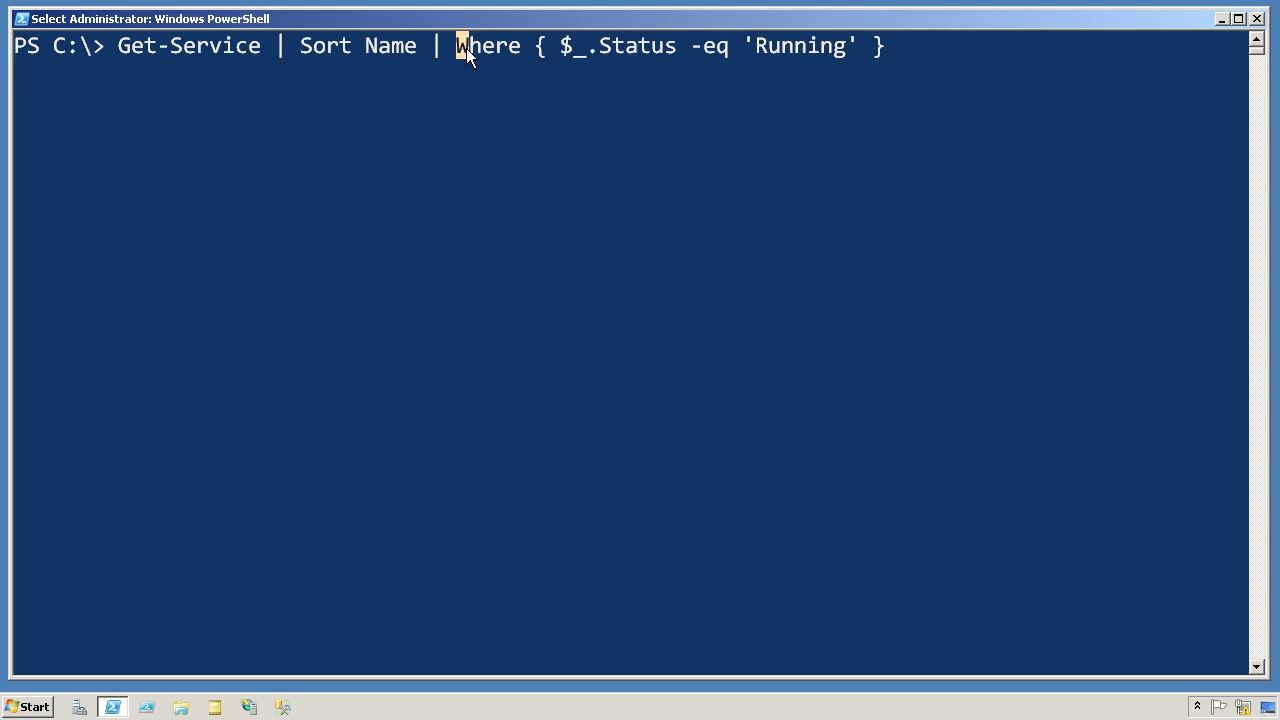 Select Administrator: Windows PowerShell
PS C:\> Get-Service | Sort Name | Where { $_.Status -eq 'Running' }
Start